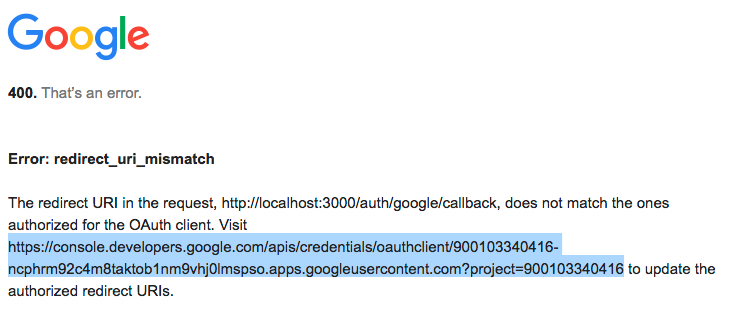 Google
400. That's an error.
Error: redirect_uri_mismatch
The redirect URI in the request, http://localhost:3000/auth/google/callback, does not match the ones
authorized for the OAuth client. Visit
https://console.developers.google.com/apis/credentials/oauthclient/900103340416-
ncphrm92c4m8taktob1nm9vhj0lmspso.apps.googleusercontent.com?project=900103340416 to update the
authorized redirect URIs.